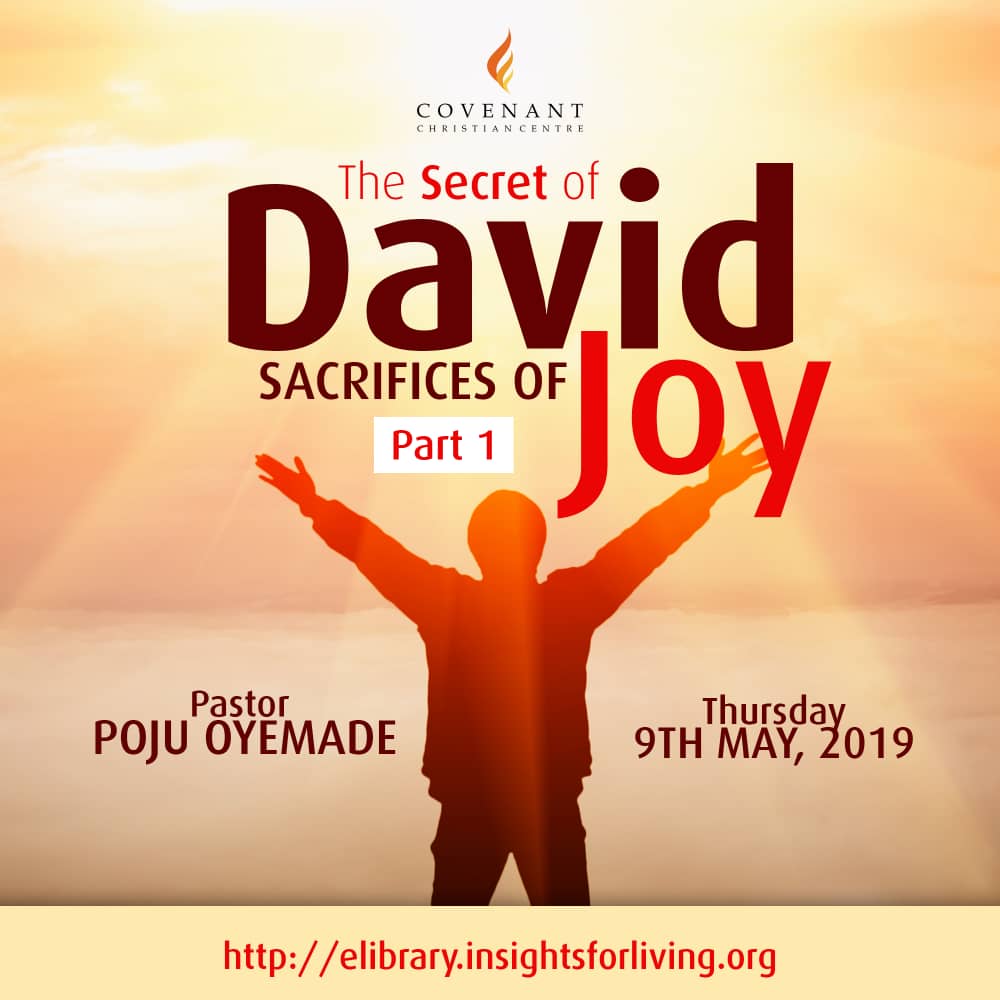 COVENANT
CHRISTIAN CENTRE
The Secret of
David
SACRIFICES OF
Joy
Part 1
Pastor
POJU OYEMADE
Thursday
9TH MAY, 2019
http://elibrary.insightsforliving.org